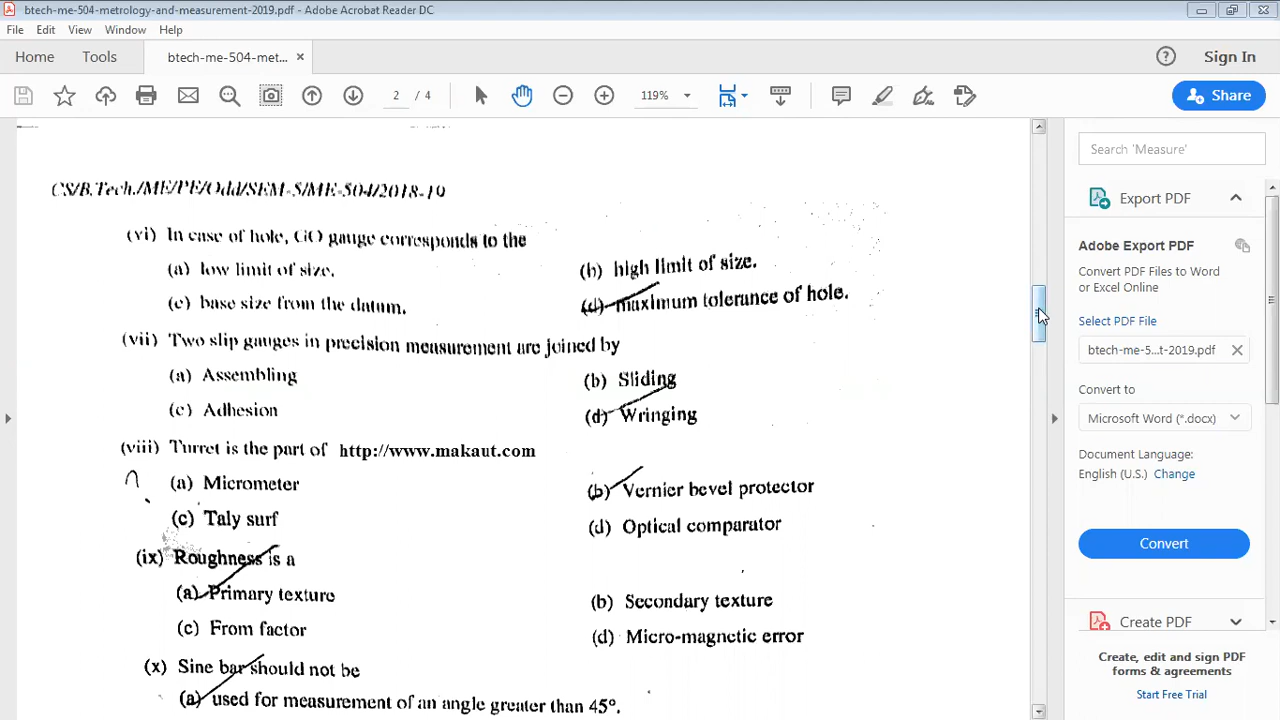 btech-me-504-metrology-and-measurement-2019.pdf - Adobe Acrobat Reader DC
File Edit View Window Help
Home Tools btech-me-504-met... × Sign In
2 / 4 119% Share
CS/B.Tech./ME/PE/Odd/SEM-5/ME-504/2018-19
(vi) In case of hole, GO gauge corresponds to the
(a) low limit of size. (b) high limit of size.
(c) base size from the datum. (d) maximum tolerance of hole.
(vii) Two slip gauges in precision measurement are joined by
(a) Assembling (b) Sliding
(c) Adhesion (d) Wringing
(viii) Turret is the part of http://www.makaut.com
(a) Micrometer (b) Vernier bevel protector
(c) Taly surf (d) Optical comparator
(ix) Roughness is a
(a) Primary texture (b) Secondary texture
(c) From factor (d) Micro-magnetic error
(x) Sine bar should not be
(a) used for measurement of an angle greater than 45°.
Search 'Measure'
Export PDF
Adobe Export PDF
Convert PDF Files to Word
or Excel Online
Select PDF File
btech-me-5...t-2019.pdf ×
Convert to
Microsoft Word (*.docx)
Document Language:
English (U.S.) Change
Convert
Create PDF
Create, edit and sign PDF
forms & agreements
Start Free Trial